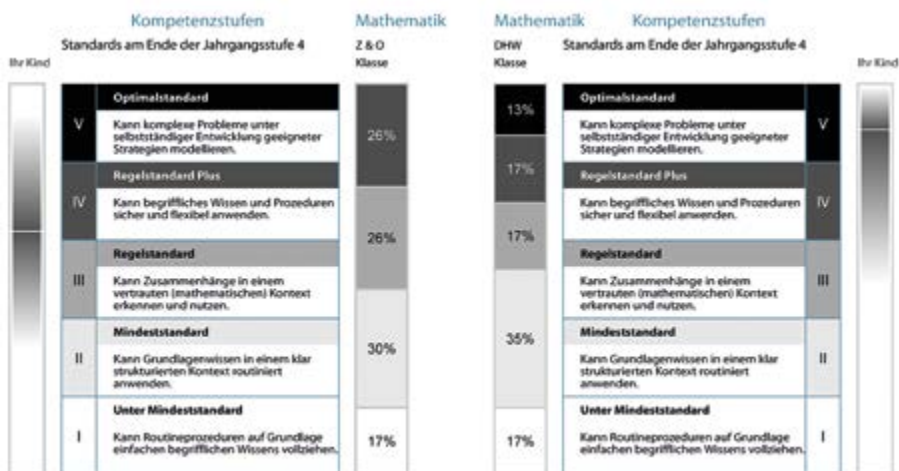 Kompetenzstufen
Standards am Ende der Jahrgangsstufe 4
Mathematik
Z & O
Klasse
Ihr Kind
V
Optimalstandard
Kann komplexe Probleme unter
selbstständiger Entwicklung geeigneter
Strategien modellieren.
IV
Regelstandard Plus
Kann begriffliches Wissen und Prozeduren
sicher und flexibel anwenden.
III
Regelstandard
Kann Zusammenhänge in einem
vertrauten (mathematischen) Kontext
erkennen und nutzen.
II
Mindeststandard
Kann Grundlagenwissen in einem klar
strukturierten Kontext routiniert
anwenden.
I
Unter Mindeststandard
Kann Routineprozeduren auf Grundlage
einfachen begrifflichen Wissens vollziehen.
26%
26%
30%
17%
Mathematik
DHW
Klasse
Kompetenzstufen
Standards am Ende der Jahrgangsstufe 4
Ihr Kind
13%
17%
17%
35%
17%
Optimalstandard
Kann komplexe Probleme unter
selbstständiger Entwicklung geeigneter
Strategien modellieren.
V
Regelstandard Plus
Kann begriffliches Wissen und Prozeduren
sicher und flexibel anwenden.
IV
Regelstandard
Kann Zusammenhänge in einem
vertrauten (mathematischen) Kontext
erkennen und nutzen.
III
Mindeststandard
Kann Grundlagenwissen in einem klar
strukturierten Kontext routiniert
anwenden.
II
Unter Mindeststandard
Kann Routineprozeduren auf Grundlage
einfachen begrifflichen Wissens vollziehen.
I